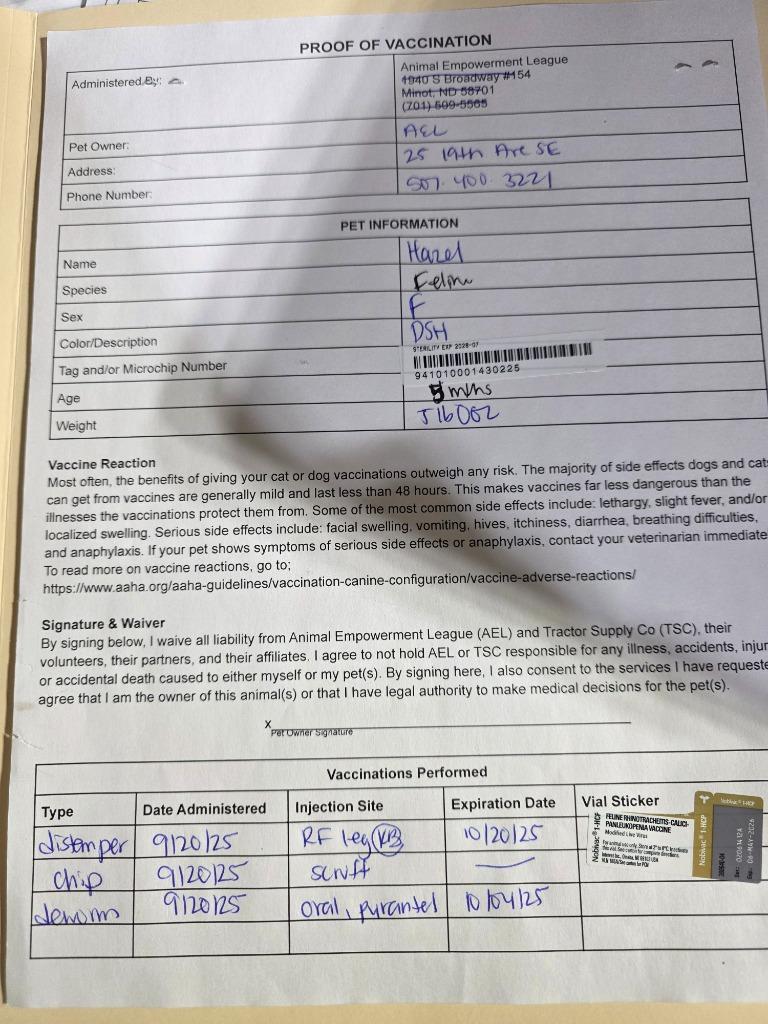 PROOF OF VACCINATION
Administered By:
Animal Empowerment League
1940 S Broadway #154
Minot, ND 58701
(701) 509-5565
Pet Owner: AEL
Address: 25 19th Ave SE
Phone Number: 507.400.3221
PET INFORMATION
Name Hazel
Species Feline
Sex F
Color/Description DSH
STERILITY EXP 2028-07
Tag and/or Microchip Number 941010001430225
Age mths
Weight
Vaccine Reaction
Most often, the benefits of giving your cat or dog vaccinations outweigh any risk. The majority of side effects dogs and cats
can get from vaccines are generally mild and last less than 48 hours. This makes vaccines far less dangerous than the
illnesses the vaccinations protect them from. Some of the most common side effects include: lethargy, slight fever, and/or
localized swelling. Serious side effects include: facial swelling, vomiting, hives, itchiness, diarrhea, breathing difficulties,
and anaphylaxis. If your pet shows symptoms of serious side effects or anaphylaxis, contact your veterinarian immediate
To read more on vaccine reactions, go to;
https://www.aaha.org/aaha-guidelines/vaccination-canine-configuration/vaccine-adverse-reactions/
Signature & Waiver
By signing below, I waive all liability from Animal Empowerment League (AEL) and Tractor Supply Co (TSC), their
volunteers, their partners, and their affiliates. I agree to not hold AEL or TSC responsible for any illness, accidents, injur
or accidental death caused to either myself or my pet(s). By signing here, I also consent to the services I have requeste
agree that I am the owner of this animal(s) or that I have legal authority to make medical decisions for the pet(s).
x
Pet Owner Signature
Vaccinations Performed
Type Date Administered Injection Site Expiration Date Vial Sticker
distemper 9/20/25 RF leg KB 10/20/25
chip 9/20/25 scruff —
deworm 9/20/25 oral, pyrantel 10/04/25
Nobivac® 1-HCP
FELINE RHINOTRACHEITIS-CALICI-
PANLEUKOPENIA VACCINE
Modified Live Virus
Nobivac® 1-HCP
Nobivac® 1-HCP